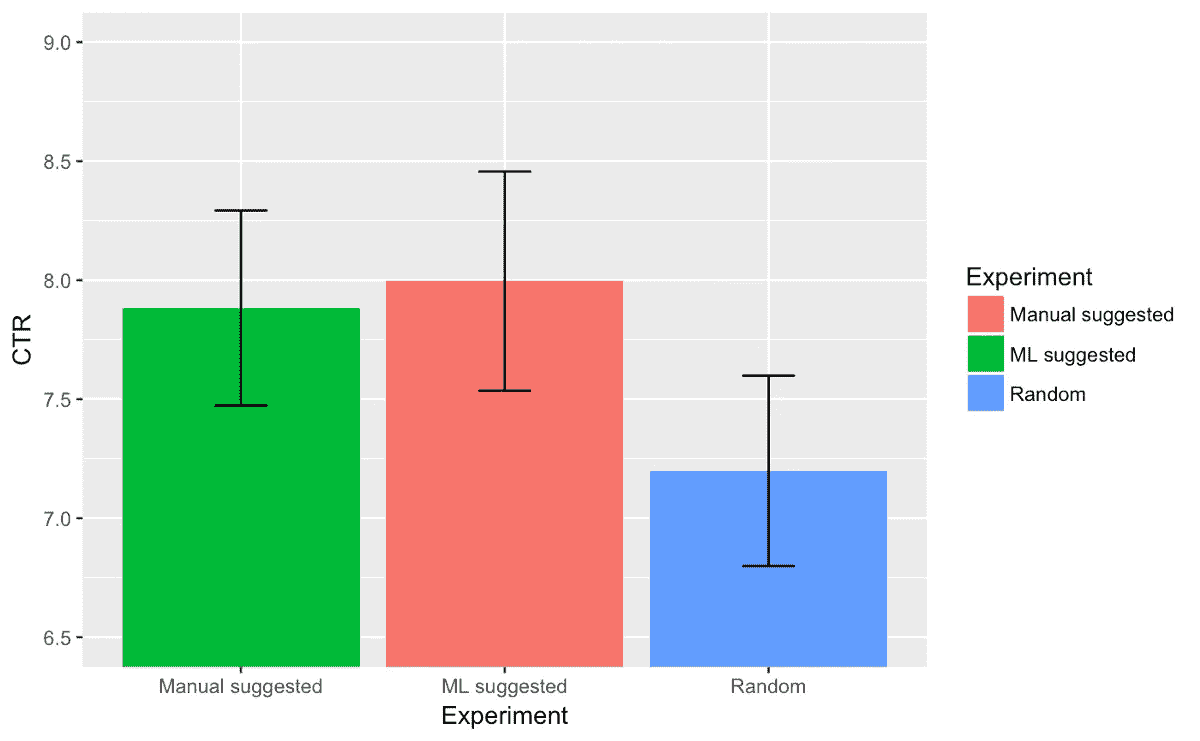 9.0
8.5
8.0
7.5
7.0
6.5
CTR
Manual suggested
ML suggested
Random
Experiment
Experiment
Manual suggested
ML suggested
Random